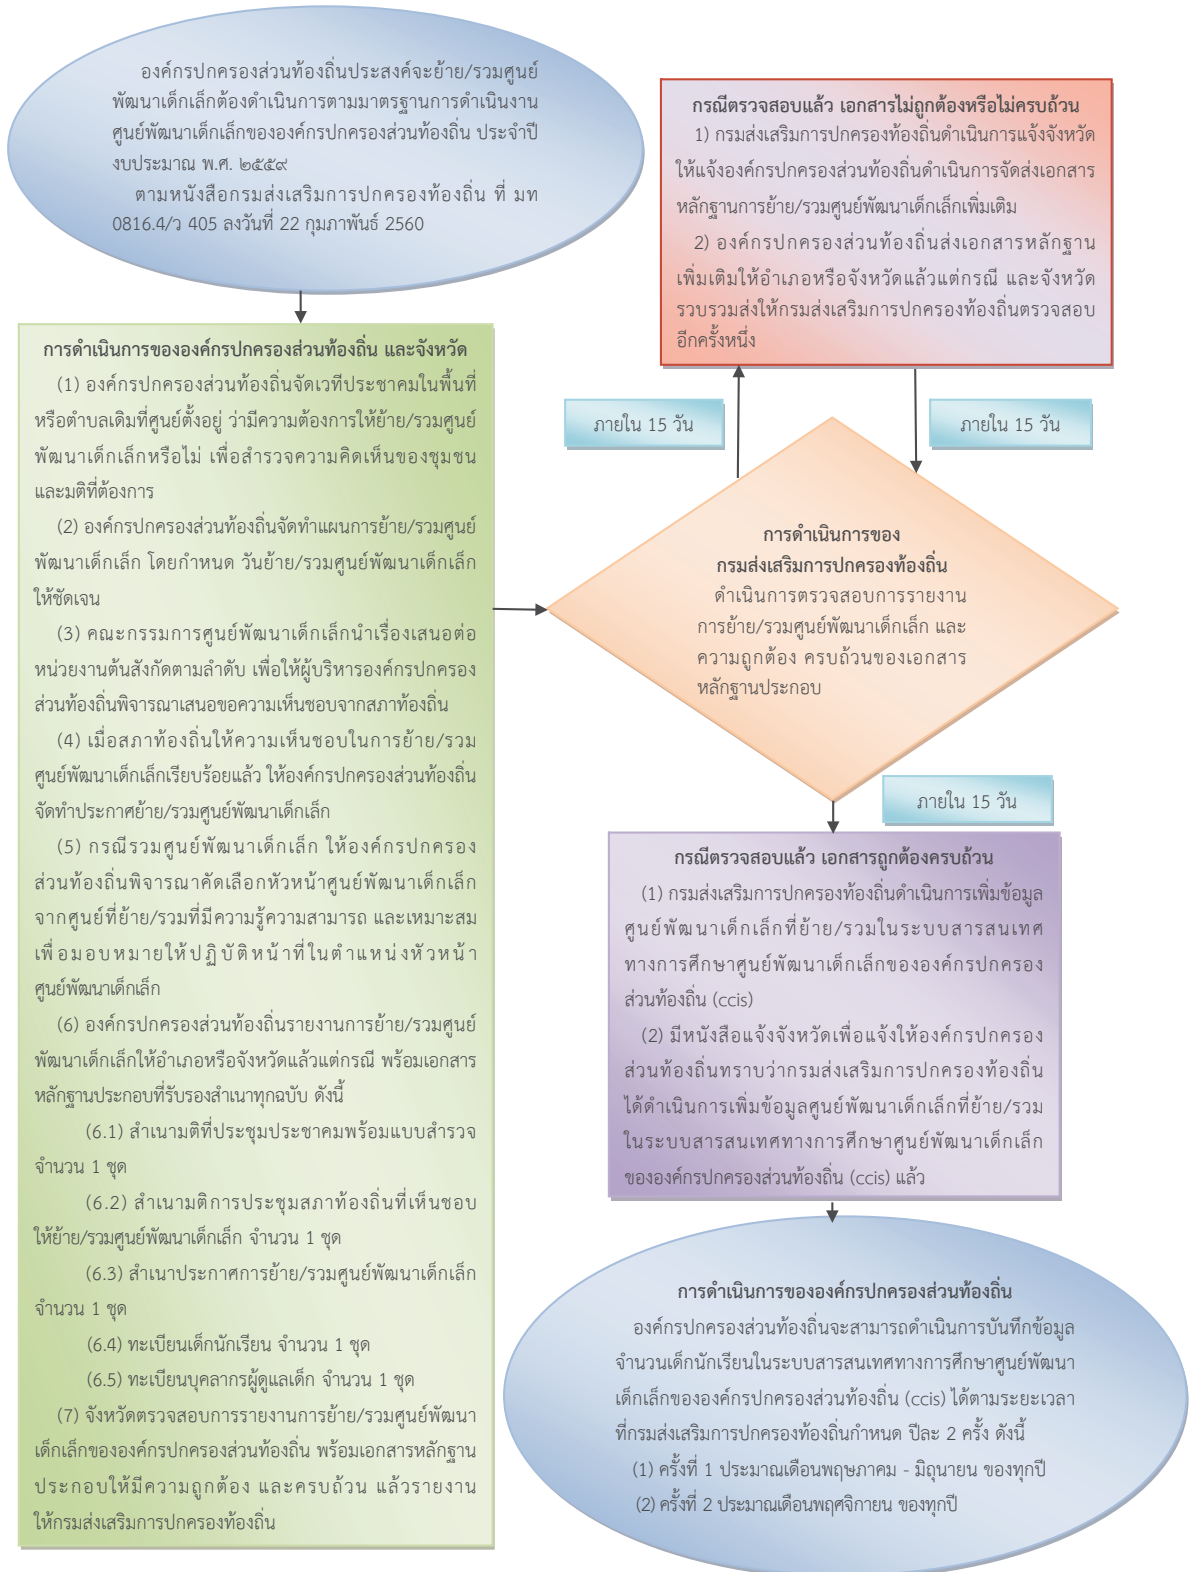 องค์กรปกครองส่วนท้องถิ่นประสงค์จะย้าย/รวมศูนย์
พัฒนาเด็กเล็กต้องดำเนินการตามมาตรฐานการดำเนินงาน
ศูนย์พัฒนาเด็กเล็กขององค์กรปกครองส่วนท้องถิ่น ประจำปี
งบประมาณ พ.ศ. ๒๕๕๙
ตามหนังสือกรมส่งเสริมการปกครองท้องถิ่น ที่ มท
0816.4/ว 405 ลงวันที่ 22 กุมภาพันธ์ 2560
การดำเนินการขององค์กรปกครองส่วนท้องถิ่น และจังหวัด
(1) องค์กรปกครองส่วนท้องถิ่นจัดเวทีประชาคมในพื้นที่
หรือตำบลเดิมที่ศูนย์ตั้งอยู่ ว่ามีความต้องการให้ย้าย/รวมศูนย์
พัฒนาเด็กเล็กหรือไม่ เพื่อสำรวจความคิดเห็นของชุมชน
และมติที่ต้องการ
(2) องค์กรปกครองส่วนท้องถิ่นจัดทำแผนการย้าย/รวมศูนย์
พัฒนาเด็กเล็ก โดยกำหนด วันย้าย/รวมศูนย์พัฒนาเด็กเล็ก
ให้ชัดเจน
(3) คณะกรรมการศูนย์พัฒนาเด็กเล็กนำเรื่องเสนอต่อ
หน่วยงานต้นสังกัดตามลำดับ เพื่อให้ผู้บริหารองค์กรปกครอง
ส่วนท้องถิ่นพิจารณาเสนอขอความเห็นชอบจากสภาท้องถิ่น
(4) เมื่อสภาท้องถิ่นให้ความเห็นชอบในการย้าย/รวม
ศูนย์พัฒนาเด็กเล็กเรียบร้อยแล้ว ให้องค์กรปกครองส่วนท้องถิ่น
จัดทำประกาศย้าย/รวมศูนย์พัฒนาเด็กเล็ก
(5) กรณีรวมศูนย์พัฒนาเด็กเล็ก ให้องค์กรปกครอง
ส่วนท้องถิ่นพิจารณาคัดเลือกหัวหน้าศูนย์พัฒนาเด็กเล็ก
จากศูนย์ที่ย้าย/รวมที่มีความรู้ความสามารถ และเหมาะสม
เพื่อมอบหมายให้ปฏิบัติหน้าที่ในตำแหน่งหัวหน้า
ศูนย์พัฒนาเด็กเล็ก
(6) องค์กรปกครองส่วนท้องถิ่นรายงานการย้าย/รวมศูนย์
พัฒนาเด็กเล็กให้อำเภอหรือจังหวัดแล้วแต่กรณี พร้อมเอกสาร
หลักฐานประกอบที่รับรองสำเนาทุกฉบับ ดังนี้
(6.1) สำเนามติที่ประชุมประชาคมพร้อมแบบสำรวจ
จำนวน 1 ชุด
(6.2) สำเนามติการประชุมสภาท้องถิ่นที่เห็นชอบ
ให้ย้าย/รวมศูนย์พัฒนาเด็กเล็ก จำนวน 1 ชุด
(6.3) สำเนาประกาศการย้าย/รวมศูนย์พัฒนาเด็กเล็ก
จำนวน 1 ชุด
(6.4) ทะเบียนเด็กนักเรียน จำนวน 1 ชุด
(6.5) ทะเบียนบุคลากรผู้ดูแลเด็ก จำนวน 1 ชุด
(7) จังหวัดตรวจสอบการรายงานการย้าย/รวมศูนย์พัฒนา
เด็กเล็กขององค์กรปกครองส่วนท้องถิ่น พร้อมเอกสารหลักฐาน
ประกอบให้มีความถูกต้อง และครบถ้วน แล้วรายงาน
ให้กรมส่งเสริมการปกครองท้องถิ่น
กรณีตรวจสอบแล้ว เอกสารไม่ถูกต้องหรือไม่ครบถ้วน
1) กรมส่งเสริมการปกครองท้องถิ่นดำเนินการแจ้งจังหวัด
ให้แจ้งองค์กรปกครองส่วนท้องถิ่นดำเนินการจัดส่งเอกสาร
หลักฐานการย้าย/รวมศูนย์พัฒนาเด็กเล็กเพิ่มเติม
2) องค์กรปกครองส่วนท้องถิ่นส่งเอกสารหลักฐาน
เพิ่มเติมให้อำเภอหรือจังหวัดแล้วแต่กรณี และจังหวัด
รวบรวมส่งให้กรมส่งเสริมการปกครองท้องถิ่นตรวจสอบ
อีกครั้งหนึ่ง
ภายใน 15 วัน
ภายใน 15 วัน
การดำเนินการของ
กรมส่งเสริมการปกครองท้องถิ่น
ดำเนินการตรวจสอบการรายงาน
การย้าย/รวมศูนย์พัฒนาเด็กเล็ก และ
ความถูกต้อง ครบถ้วนของเอกสาร
หลักฐานประกอบ
ภายใน 15 วัน
กรณีตรวจสอบแล้ว เอกสารถูกต้องครบถ้วน
(1) กรมส่งเสริมการปกครองท้องถิ่นดำเนินการเพิ่มข้อมูล
ศูนย์พัฒนาเด็กเล็กที่ย้าย/รวมในระบบสารสนเทศ
ทางการศึกษาศูนย์พัฒนาเด็กเล็กขององค์กรปกครอง
ส่วนท้องถิ่น (ccis)
(2) มีหนังสือแจ้งจังหวัดเพื่อแจ้งให้องค์กรปกครอง
ส่วนท้องถิ่นทราบว่ากรมส่งเสริมการปกครองท้องถิ่น
ได้ดำเนินการเพิ่มข้อมูลศูนย์พัฒนาเด็กเล็กที่ย้าย/รวม
ในระบบสารสนเทศทางการศึกษาศูนย์พัฒนาเด็กเล็ก
ขององค์กรปกครองส่วนท้องถิ่น (ccis) แล้ว
การดำเนินการขององค์กรปกครองส่วนท้องถิ่น
องค์กรปกครองส่วนท้องถิ่นจะสามารถดำเนินการบันทึกข้อมูล
จำนวนเด็กนักเรียนในระบบสารสนเทศทางการศึกษาศูนย์พัฒนา
เด็กเล็กขององค์กรปกครองส่วนท้องถิ่น (ccis) ได้ตามระยะเวลา
ที่กรมส่งเสริมการปกครองท้องถิ่นกำหนด ปีละ 2 ครั้ง ดังนี้
(1) ครั้งที่ 1 ประมาณเดือนพฤษภาคม - มิถุนายน ของทุกปี
(2) ครั้งที่ 2 ประมาณเดือนพฤศจิกายน ของทุกปี